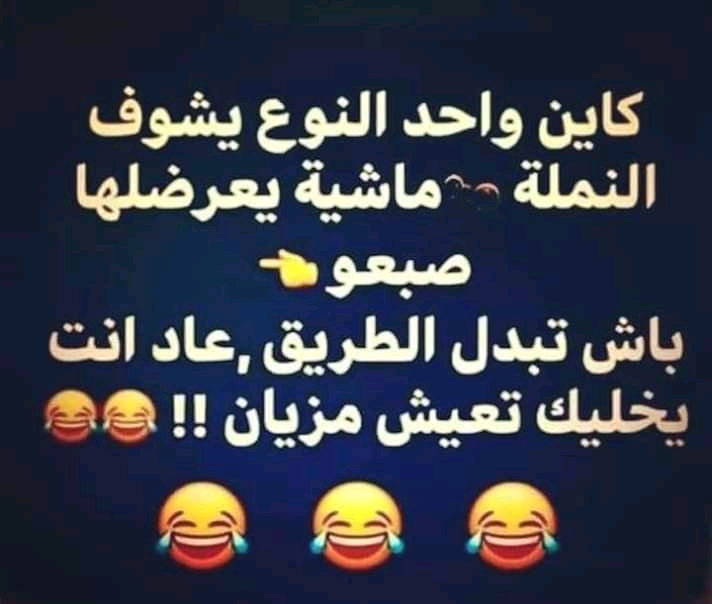 كاين واحد النوع يشوف
النملة 🐜 ماشية يعرضلها
صبعو 👈
باش تبدل الطريق ,عاد انت
يخليك تعيش مزيان !! 😂😂
😂 😂 😂